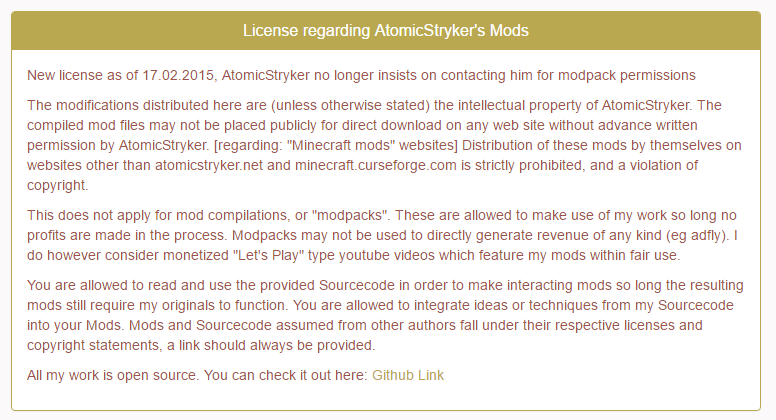 License regarding AtomicStryker's Mods
New license as of 17.02.2015, AtomicStryker no longer insists on contacting him for modpack permissions
The modifications distributed here are (unless otherwise stated) the intellectual property of AtomicStryker. The
compiled mod files may not be placed publicly for direct download on any web site without advance written
permission by AtomicStryker. [regarding: "Minecraft mods" websites] Distribution of these mods by themselves on
websites other than atomicstryker.net and minecraft.curseforge.com is strictly prohibited, and a violation of
copyright.
This does not apply for mod compilations, or "modpacks". These are allowed to make use of my work so long no
profits are made in the process. Modpacks may not be used to directly generate revenue of any kind (eg adfly). I
do however consider monetized "Let's Play" type youtube videos which feature my mods within fair use.
You are allowed to read and use the provided Sourcecode in order to make interacting mods so long the resulting
mods still require my originals to function. You are allowed to integrate ideas or techniques from my Sourcecode
into your Mods. Mods and Sourcecode assumed from other authors fall under their respective licenses and
copyright statements, a link should always be provided.
All my work is open source. You can check it out here: Github Link